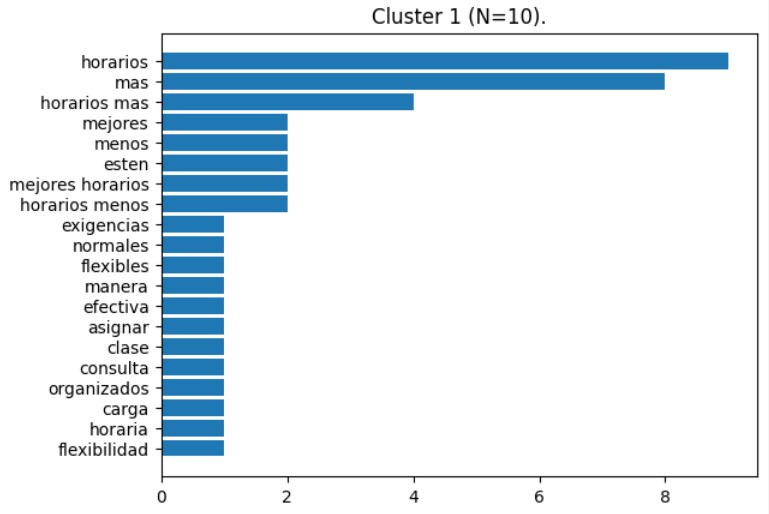 Cluster 1 (N=10).
horarios
mas
horarios mas
mejores
menos
esten
mejores horarios
horarios menos
exigencias
normales
flexibles
manera
efectiva
asignar
clase
consulta
organizados
carga
horaria
flexibilidad
0 2 4 6 8